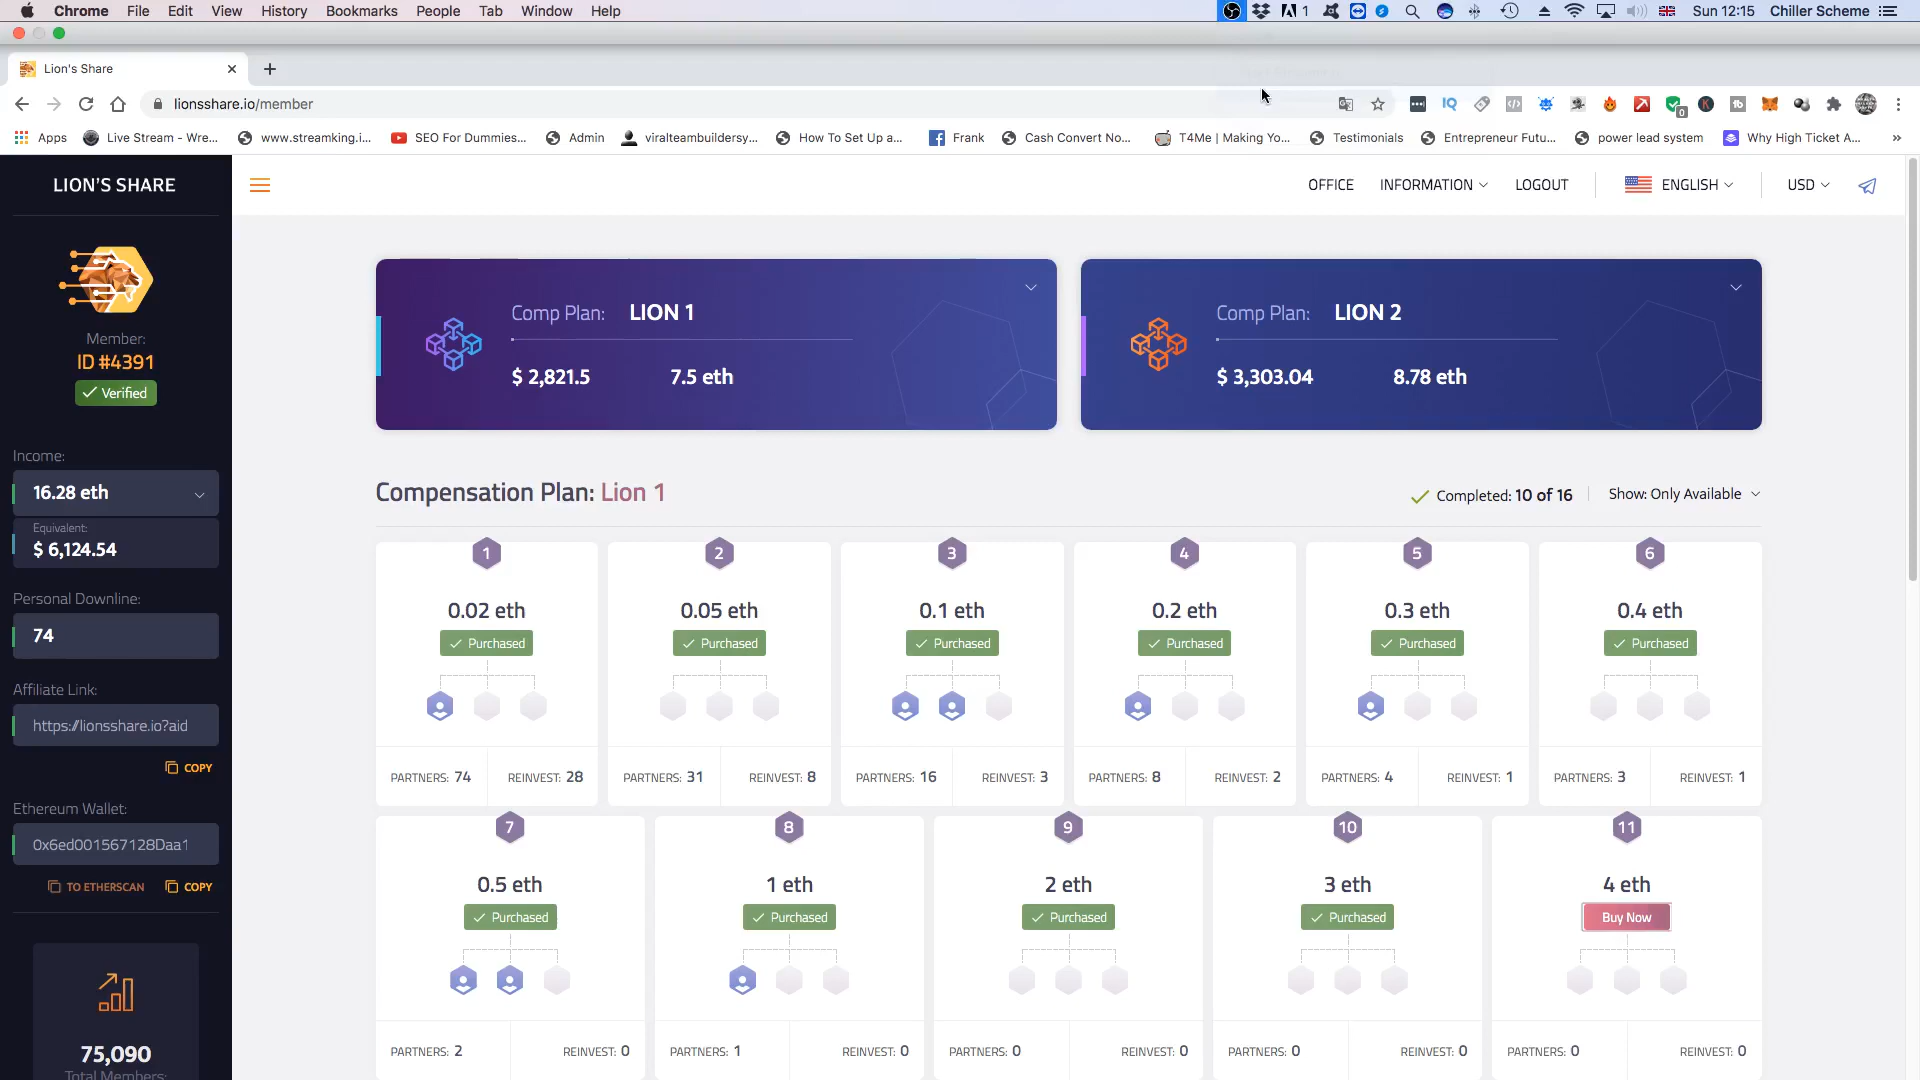 Chrome File Edit View History Bookmarks People Tab Window Help 1 Sun 12:15 Chiller Scheme
Lion's Share
lionsshare.io/member IQ
Apps Live Stream - Wre... www.streamking.i... SEO For Dummies... Admin viralteambuildersy... How To Set Up a... Frank Cash Convert No... T4Me | Making Yo... Testimonials Entrepreneur Futu... power lead system Why High Ticket A... »
LION'S SHARE
OFFICE INFORMATION LOGOUT ENGLISH USD
Member:
ID #4391
Verified
Income:
16.28 eth
Equivalent:
$ 6,124.54
Personal Downline:
74
Affiliate Link:
https://lionsshare.io?aid
COPY
Ethereum Wallet:
0x6ed001567128Daa1
TO ETHERSCAN COPY
75,090
Total Members:
Comp Plan: LION 1
$ 2,821.5 7.5 eth
Comp Plan: LION 2
$ 3,303.04 8.78 eth
Compensation Plan: Lion 1
Completed: 10 of 16 Show: Only Available
1 2 3 4 5 6
0.02 eth 0.05 eth 0.1 eth 0.2 eth 0.3 eth 0.4 eth
Purchased Purchased Purchased Purchased Purchased Purchased
PARTNERS: 74 REINVEST: 28 PARTNERS: 31 REINVEST: 8 PARTNERS: 16 REINVEST: 3 PARTNERS: 8 REINVEST: 2 PARTNERS: 4 REINVEST: 1 PARTNERS: 3 REINVEST: 1
7 8 9 10 11
0.5 eth 1 eth 2 eth 3 eth 4 eth
Purchased Purchased Purchased Purchased Buy Now
PARTNERS: 2 REINVEST: 0 PARTNERS: 1 REINVEST: 0 PARTNERS: 0 REINVEST: 0 PARTNERS: 0 REINVEST: 0 PARTNERS: 0 REINVEST: 0